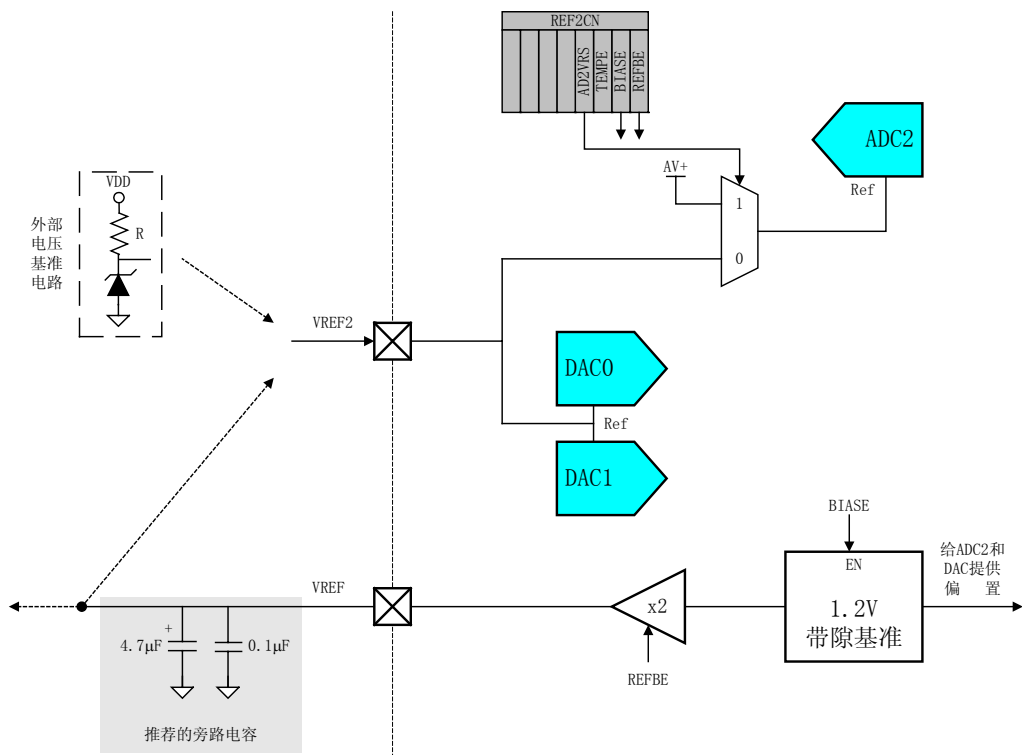 REF2CN
AD2VRS
TEMPE
BIASE
REFBE
ADC2
Ref
AV+
1
0
VDD
R
外部
电压
基准
电路
VREF2
DAC0
Ref
DAC1
BIASE
EN
1.2V
带隙基准
给ADC2和
DAC提供
偏 置
VREF
x2
REFBE
+
4.7μF
0.1μF
推荐的旁路电容